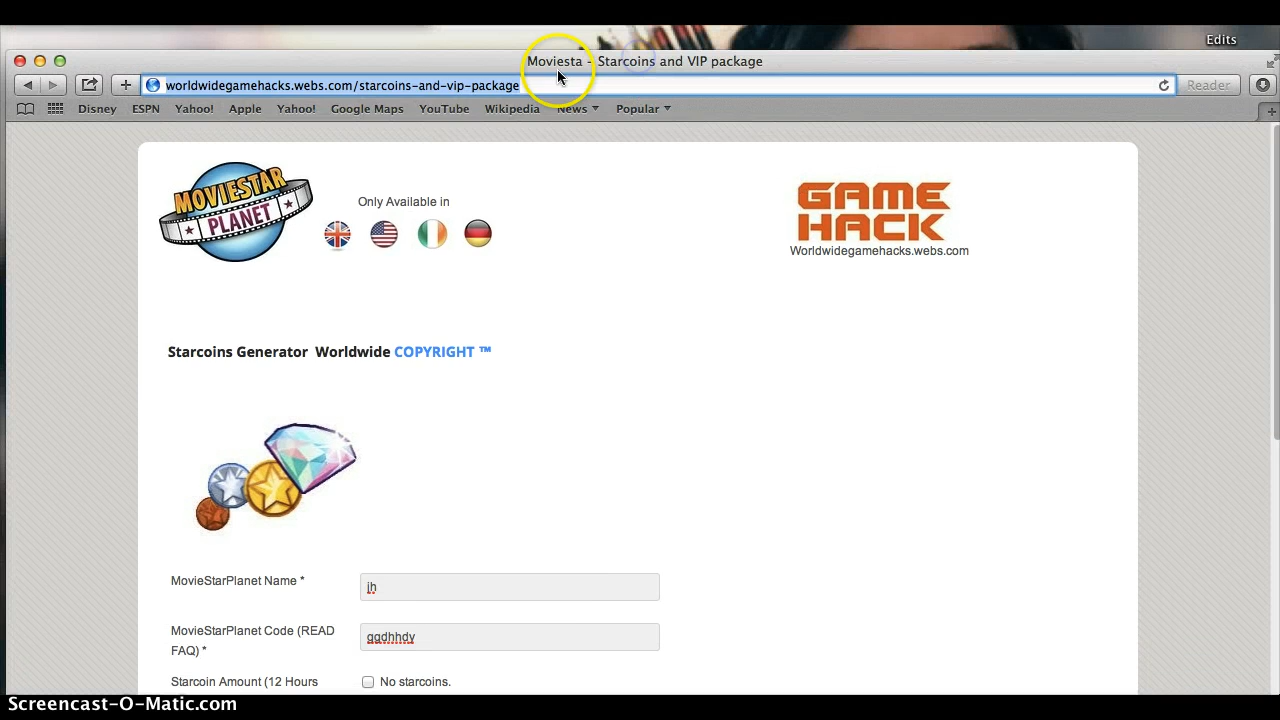 Edits
Moviesta - Starcoins and VIP package
worldwidegamehacks.webs.com/starcoins-and-vip-package
Reader
Disney ESPN Yahoo! Apple Yahoo! Google Maps YouTube Wikipedia News Popular
MOVIESTAR
PLANET
Only Available in
GAME
HACK
Worldwidegamehacks.webs.com
Starcoins Generator Worldwide COPYRIGHT ™
MovieStarPlanet Name *
jh
MovieStarPlanet Code (READ
FAQ) *
ggdhhdy
Starcoin Amount (12 Hours
No starcoins.
Screencast-O-Matic.com